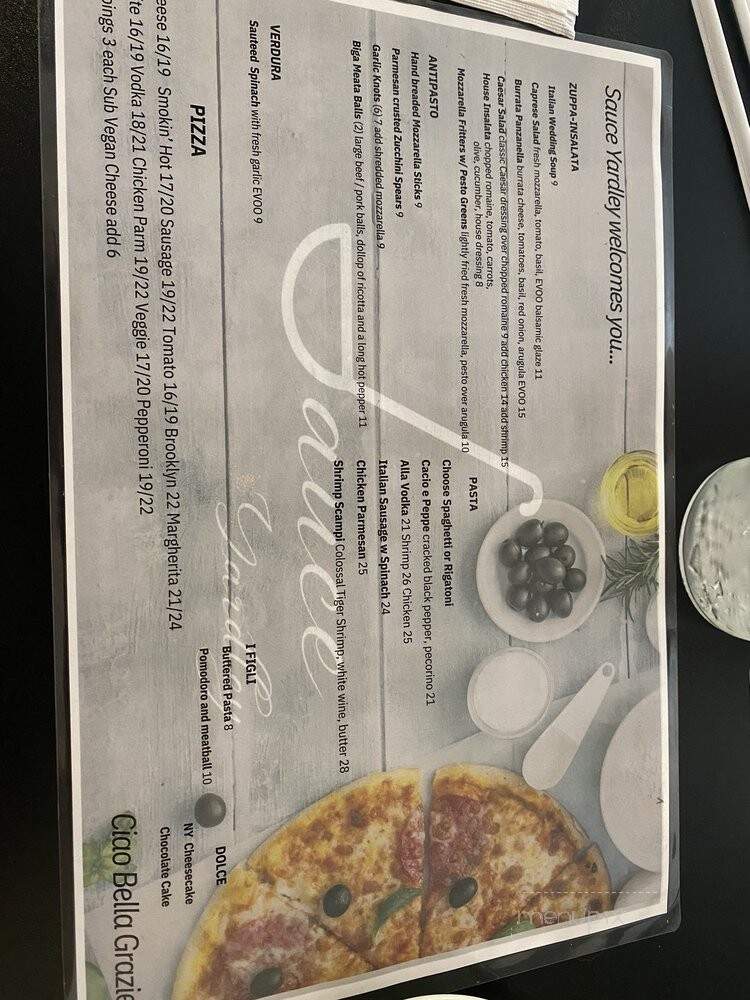 Sauce Yardley welcomes you...
ZUPPA-INSALATA
Italian Wedding Soup 9
Caprese Salad fresh mozzarella, tomato, basil, EVOO balsamic glaze 11
Burrata Panzanella burrata cheese, tomatoes, basil, red onion, arugula EVOO 15
Caesar Salad classic Caesar dressing over chopped romaine 9 add chicken 14 add shrimp 15
House Insalata chopped romaine, tomato, carrots,
olive, cucumber, house dressing 8
Mozzarella Fritters w/ Pesto Greens lightly fried fresh mozzarella, pesto over arugula 10
ANTIPASTO
Hand breaded Mozzarella Sticks 9
Parmesan crusted Zucchini Spears 9
Garlic Knots (6) 7 add shredded mozzarella 9
Biga Meata Balls (2) large beef / pork balls, dollop of ricotta and a long hot pepper 11
VERDURA
Sauteed Spinach with fresh garlic EVOO 9
PASTA
Choose Spaghetti or Rigatoni
Cacio e Peppe cracked black pepper, pecorino 21
Alla Vodka 21 Shrimp 26 Chicken 25
Italian Sausage w Spinach 24
Chicken Parmesan 25
Shrimp Scampi Colossal Tiger Shrimp, white wine, butter 28
Sauce
Yardley
PIZZA
eese 16/19 Smokin' Hot 17/20 Sausage 19/22 Tomato 16/19 Brooklyn 22 Margherita 21/24
te 16/19 Vodka 18/21 Chicken Parm 19/22 Veggie 17/20 Pepperoni 19/22
pings 3 each Sub Vegan Cheese add 6
I FIGLI
Buttered Pasta 8
Pomodoro and meatball 10
DOLCE
NY Cheesecake
Chocolate Cake
Ciao Bella Grazie
menupix